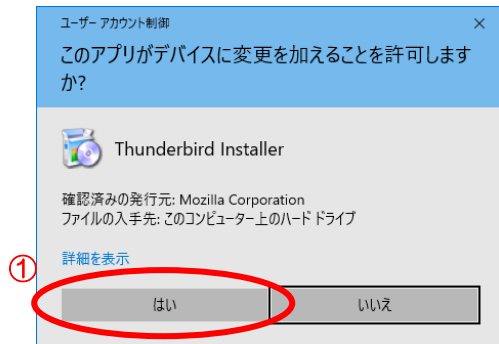 ユーザー アカウント制御
×
このアプリがデバイスに変更を加えることを許可します
か?
Thunderbird Installer
確認済みの発行元: Mozilla Corporation
ファイルの入手先: このコンピューター上のハード ドライブ
詳細を表示
①
はい
いいえ